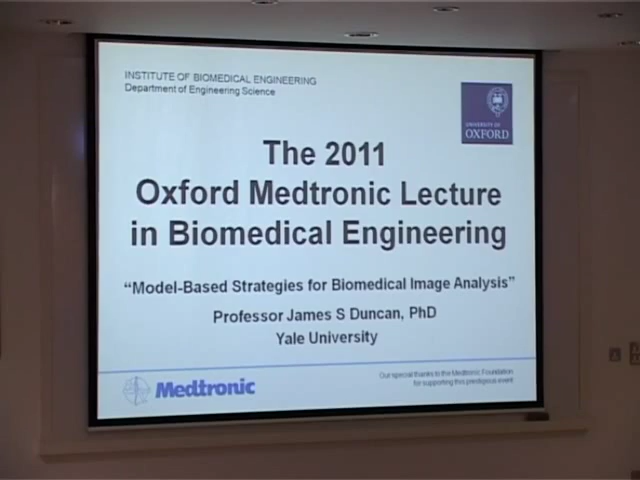 INSTITUTE OF BIOMEDICAL ENGINEERING
Department of Engineering Science
UNIVERSITY OF
OXFORD
The 2011
Oxford Medtronic Lecture
in Biomedical Engineering
“Model-Based Strategies for Biomedical Image Analysis”
Professor James S Duncan, PhD
Yale University
Medtronic
Our special thanks to the Medtronic Foundation
for supporting this prestigious event